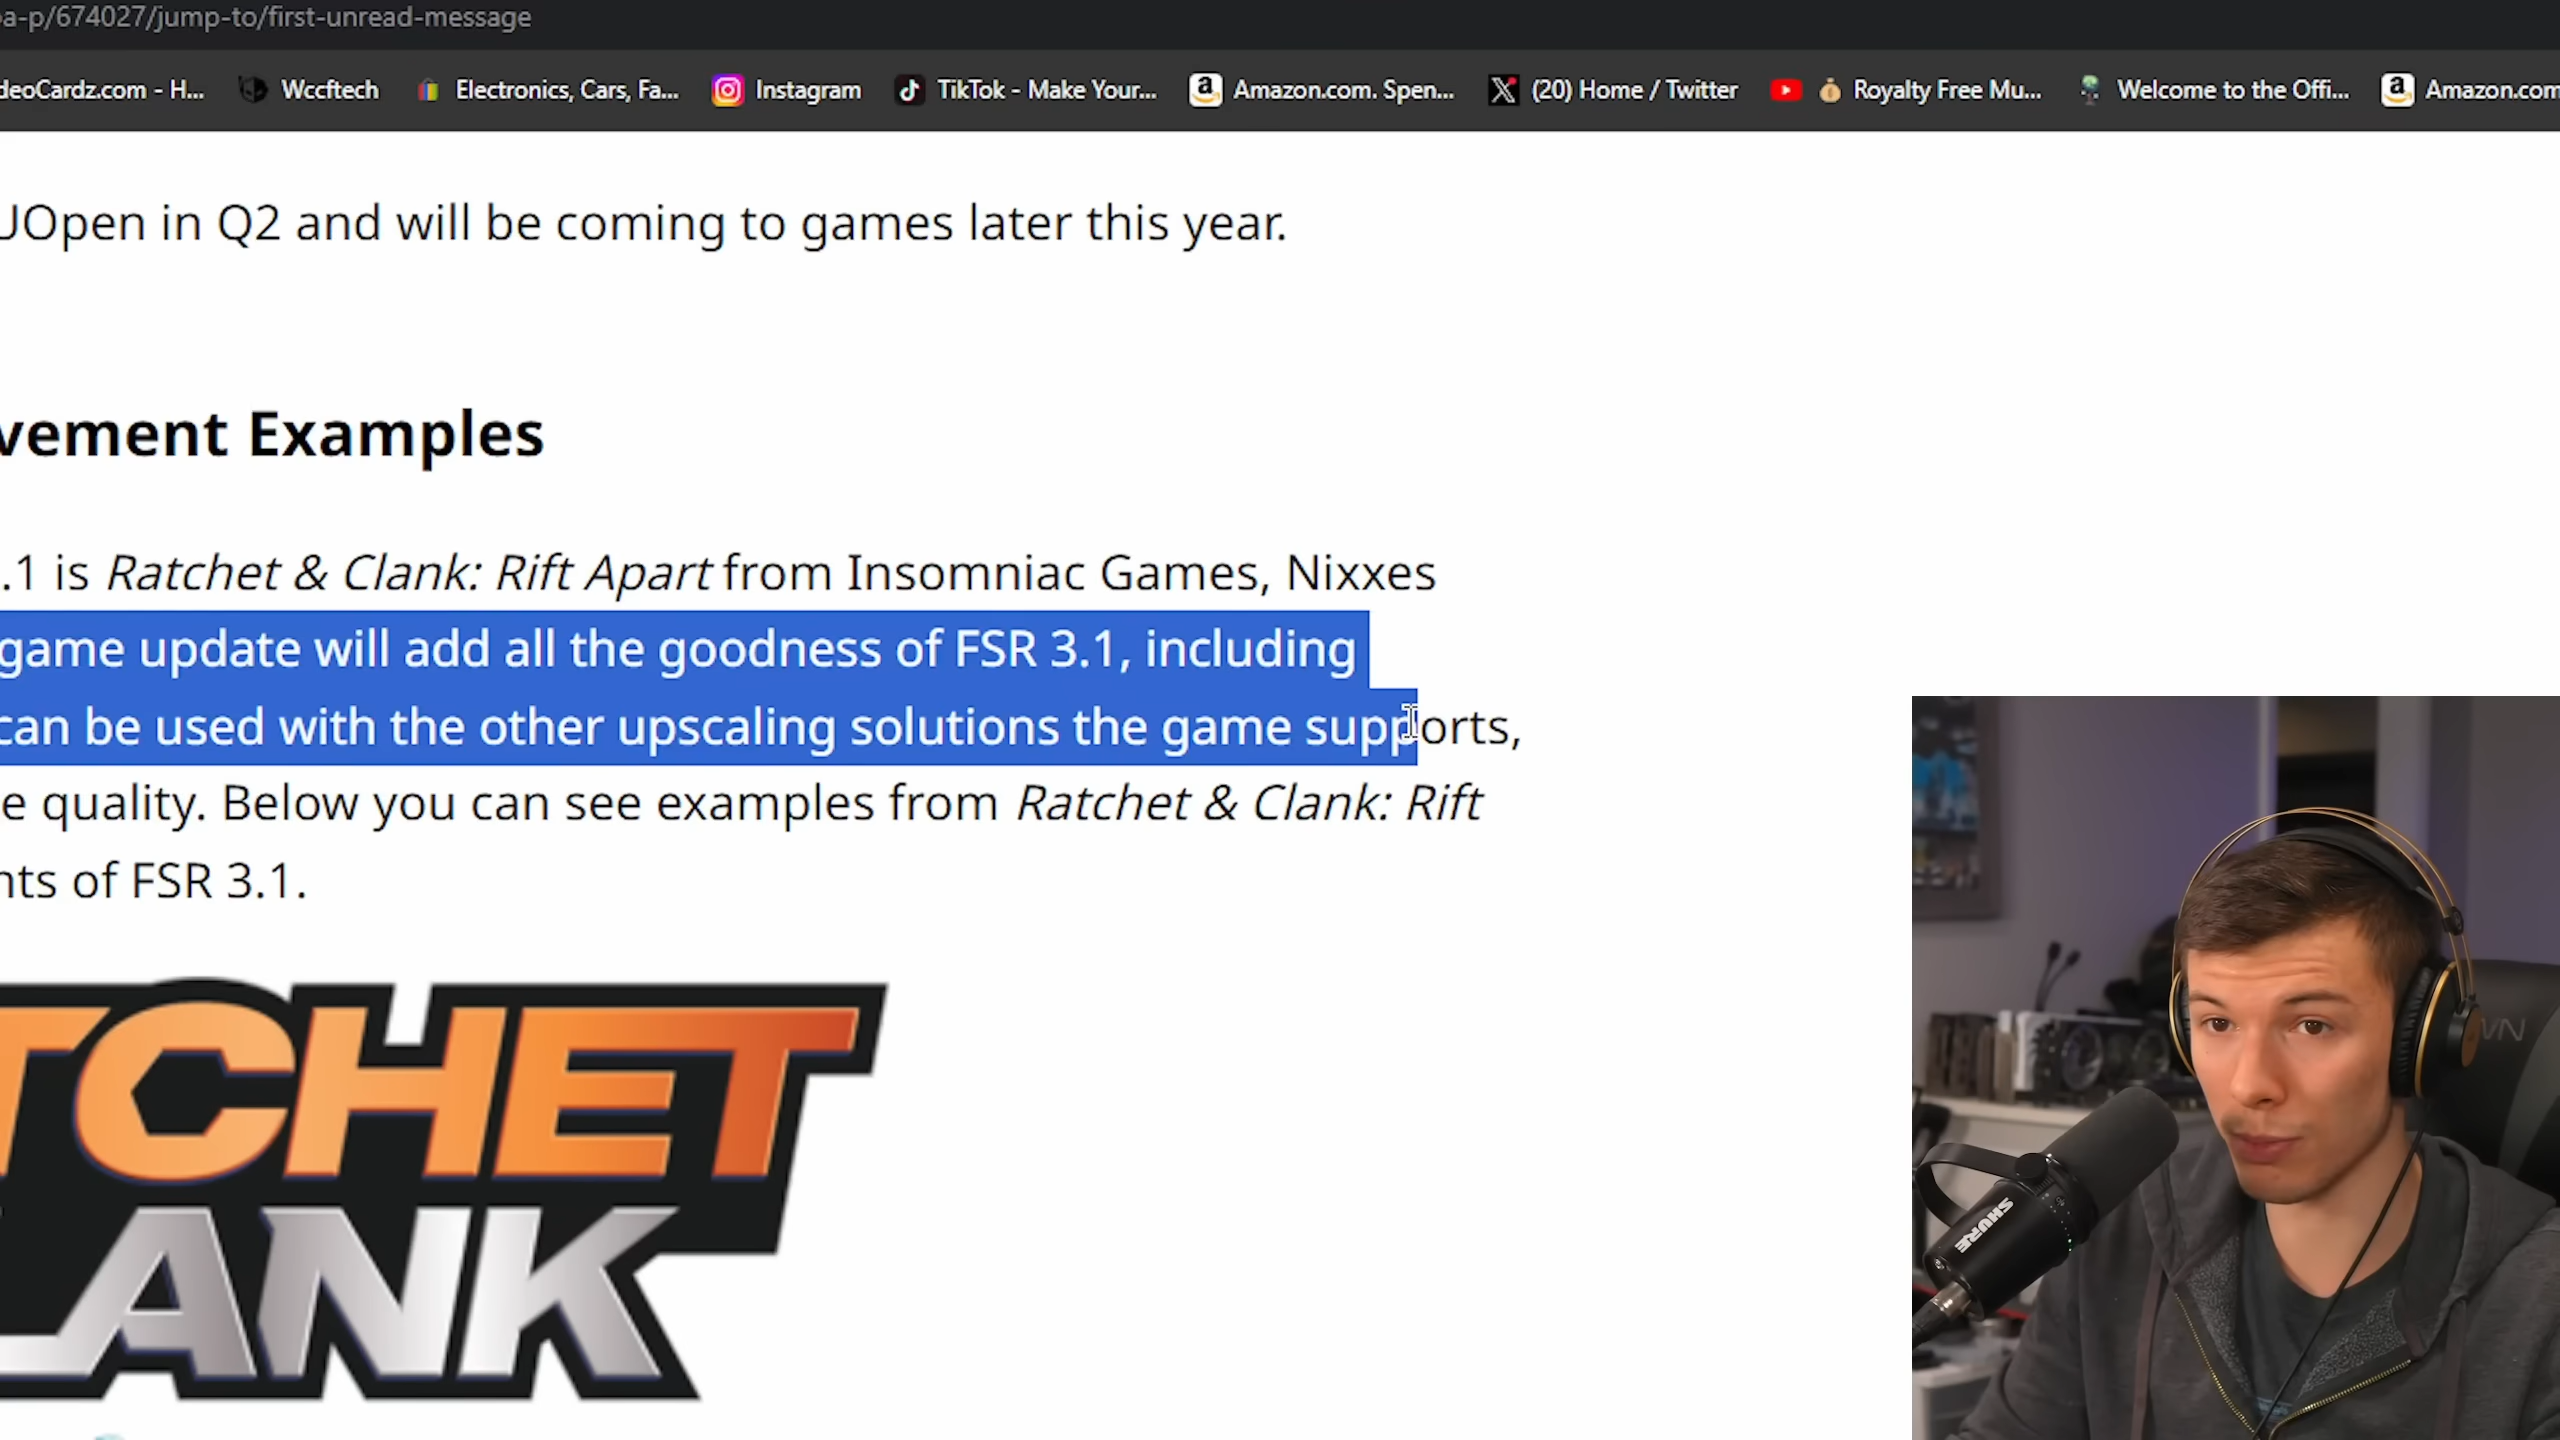 a-p/674027/jump-to/first-unread-message
deoCardz.com - H... Wccftech Electronics, Cars, Fa... Instagram TikTok - Make Your... Amazon.com. Spen... (20) Home / Twitter Royalty Free Mu... Welcome to the Offi... Amazon.com
UOpen in Q2 and will be coming to games later this year.
vement Examples
.1 is Ratchet & Clank: Rift Apart from Insomniac Games, Nixxes
game update will add all the goodness of FSR 3.1, including
can be used with the other upscaling solutions the game supports,
e quality. Below you can see examples from Ratchet & Clank: Rift
nts of FSR 3.1.
TCHET
LANK
SHURE